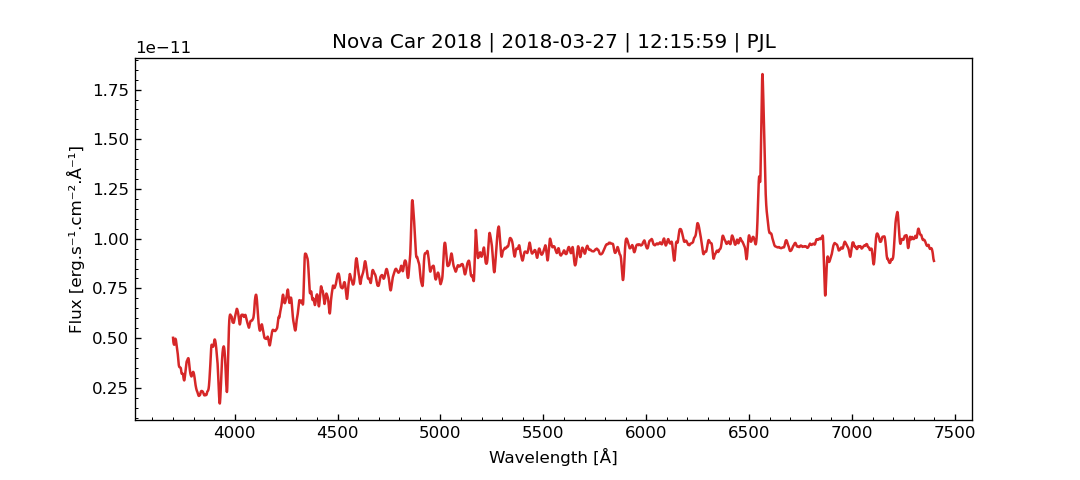 Nova Car 2018 | 2018-03-27 | 12:15:59 | PJL
1e−11
1.75
1.50
1.25
1.00
0.75
0.50
0.25
Flux [erg.s⁻¹.cm⁻².Å⁻¹]
4000 4500 5000 5500 6000 6500 7000 7500
Wavelength [Å]